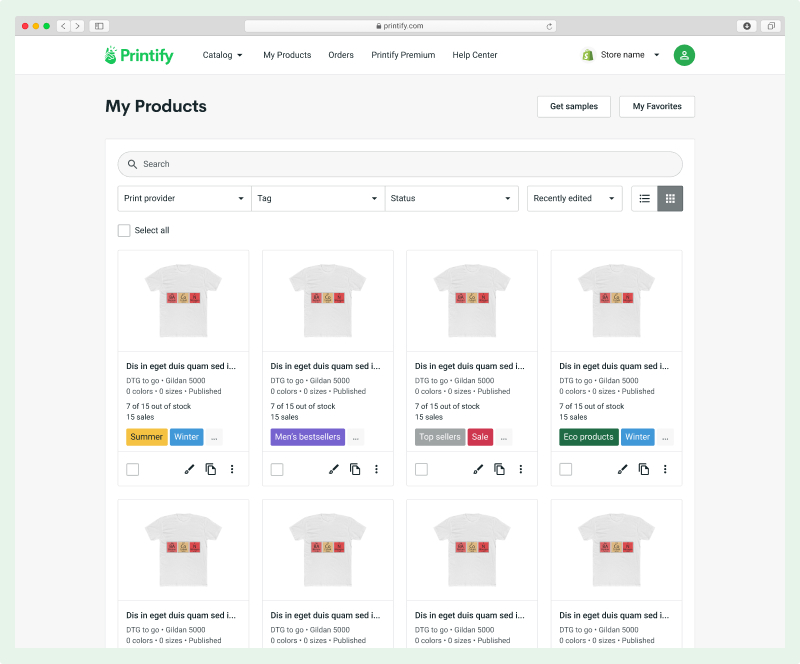 printify.com
Printify
Catalog My Products Orders Printify Premium Help Center Store name
My Products
Get samples My Favorites
Search
Print provider Tag Status Recently edited
Select all
Dis in eget duis quam sed i... Dis in eget duis quam sed i... Dis in eget duis quam sed i... Dis in eget duis quam sed i...
DTG to go • Gildan 5000 DTG to go • Gildan 5000 DTG to go • Gildan 5000 DTG to go • Gildan 5000
0 colors • 0 sizes • Published 0 colors • 0 sizes • Published 0 colors • 0 sizes • Published 0 colors • 0 sizes • Published
7 of 15 out of stock 7 of 15 out of stock 7 of 15 out of stock 7 of 15 out of stock
15 sales 15 sales 15 sales 15 sales
Summer Winter ... Men's bestsellers ... Top sellers Sale ... Eco products Winter ...
Dis in eget duis quam sed i... Dis in eget duis quam sed i... Dis in eget duis quam sed i... Dis in eget duis quam sed i...
DTG to go • Gildan 5000 DTG to go • Gildan 5000 DTG to go • Gildan 5000 DTG to go • Gildan 5000
0 colors • 0 sizes • Published 0 colors • 0 sizes • Published 0 colors • 0 sizes • Published 0 colors • 0 sizes • Published